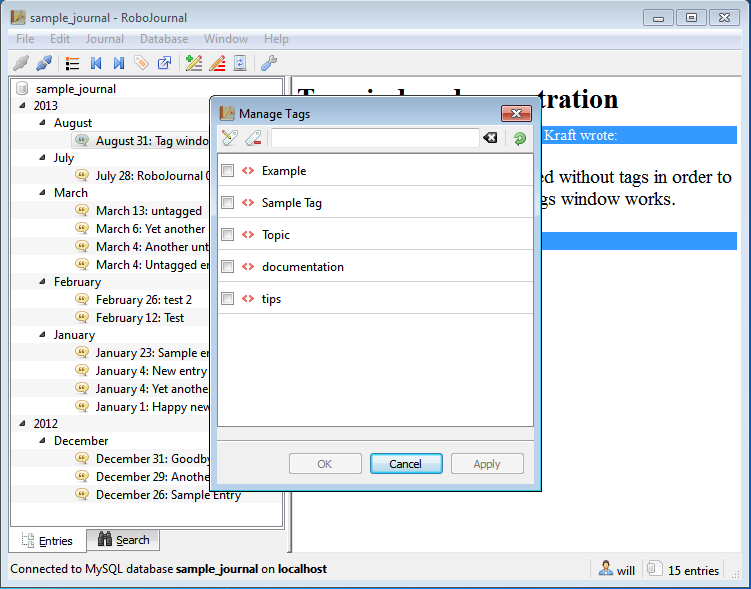 sample_journal - RoboJournal
File Edit Journal Database Window Help
sample_journal
2013
August
August 31: Tag windo
July
July 28: RoboJournal
March
March 13: untagged
March 6: Yet another
March 4: Another unt
March 4: Untagged en
February
February 26: test 2
February 12: Test
January
January 23: Sample en
January 4: New entry
January 4: Yet anothe
January 1: Happy new
2012
December
December 31: Goodby
December 29: Anothe
December 26: Sample Entry
Entries
Search
tration
Kraft wrote:
ed without tags in order to
gs window works.
Manage Tags
Example
Sample Tag
Topic
documentation
tips
OK Cancel Apply
Connected to MySQL database sample_journal on localhost
will
15 entries